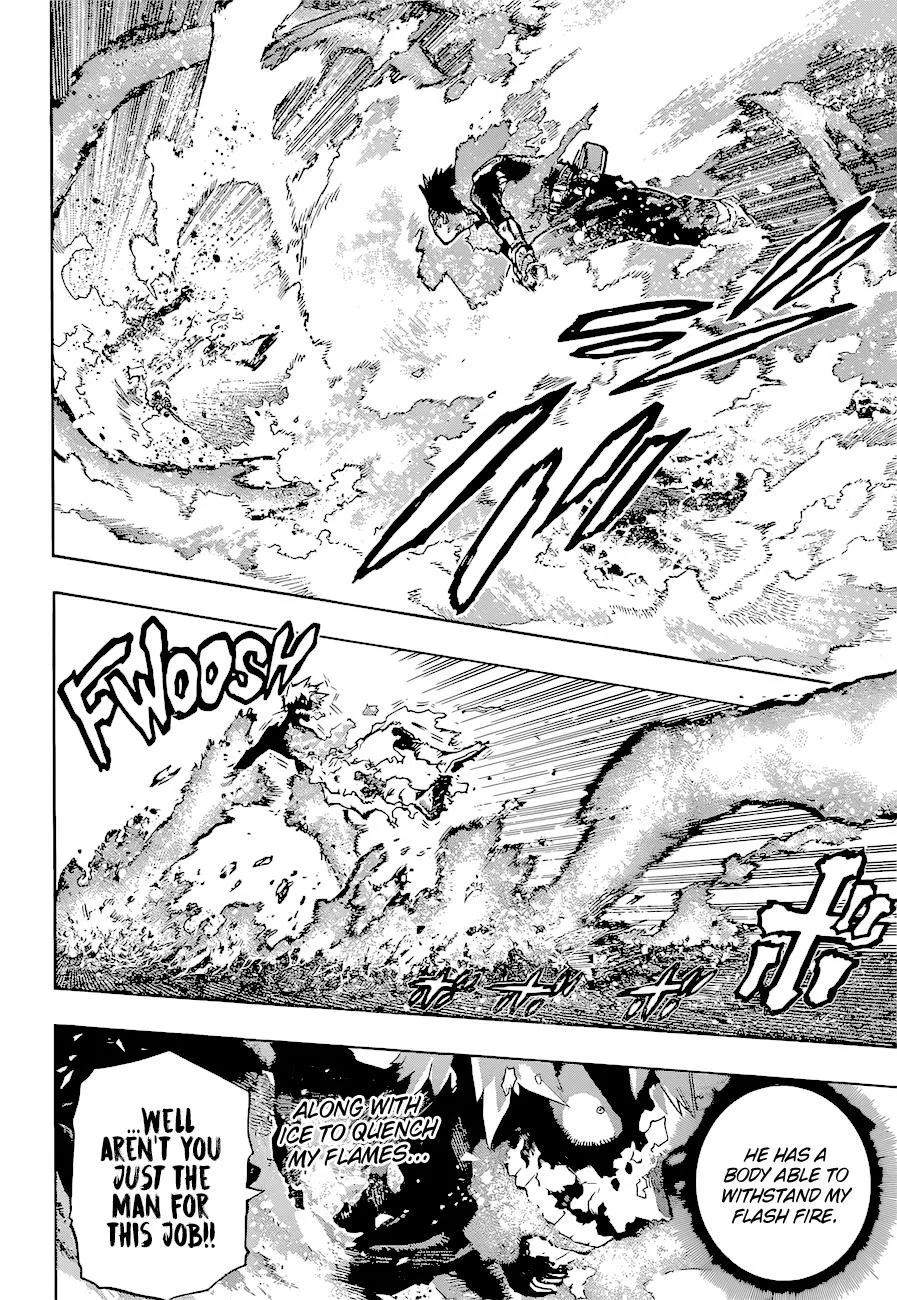 FWOOSH
HE HAS A
BODY ABLE TO
WITHSTAND MY
FLASH FIRE.
ALONG WITH
ICE TO QUENCH
MY FLAMES...
...WELL
AREN'T YOU
JUST THE
MAN FOR
THIS JOB!!